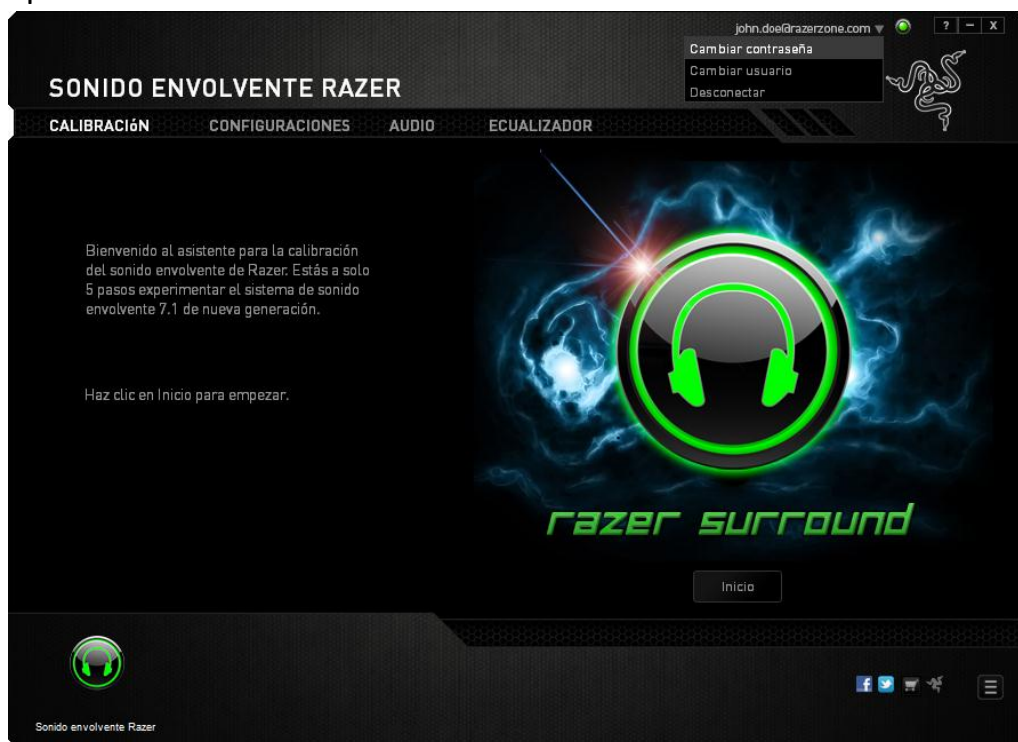 john.doe@razerzone.com
? – X
Cambiar contraseña
Cambiar usuario
Desconectar
SONIDO ENVOLVENTE RAZER
CALIBRACIóN CONFIGURACIONES AUDIO ECUALIZADOR
Bienvenido al asistente para la calibración
del sonido envolvente de Razer. Estás a solo
5 pasos experimentar el sistema de sonido
envolvente 7.1 de nueva generación.
Haz clic en Inicio para empezar.
razer surround
Inicio
Sonido envolvente Razer